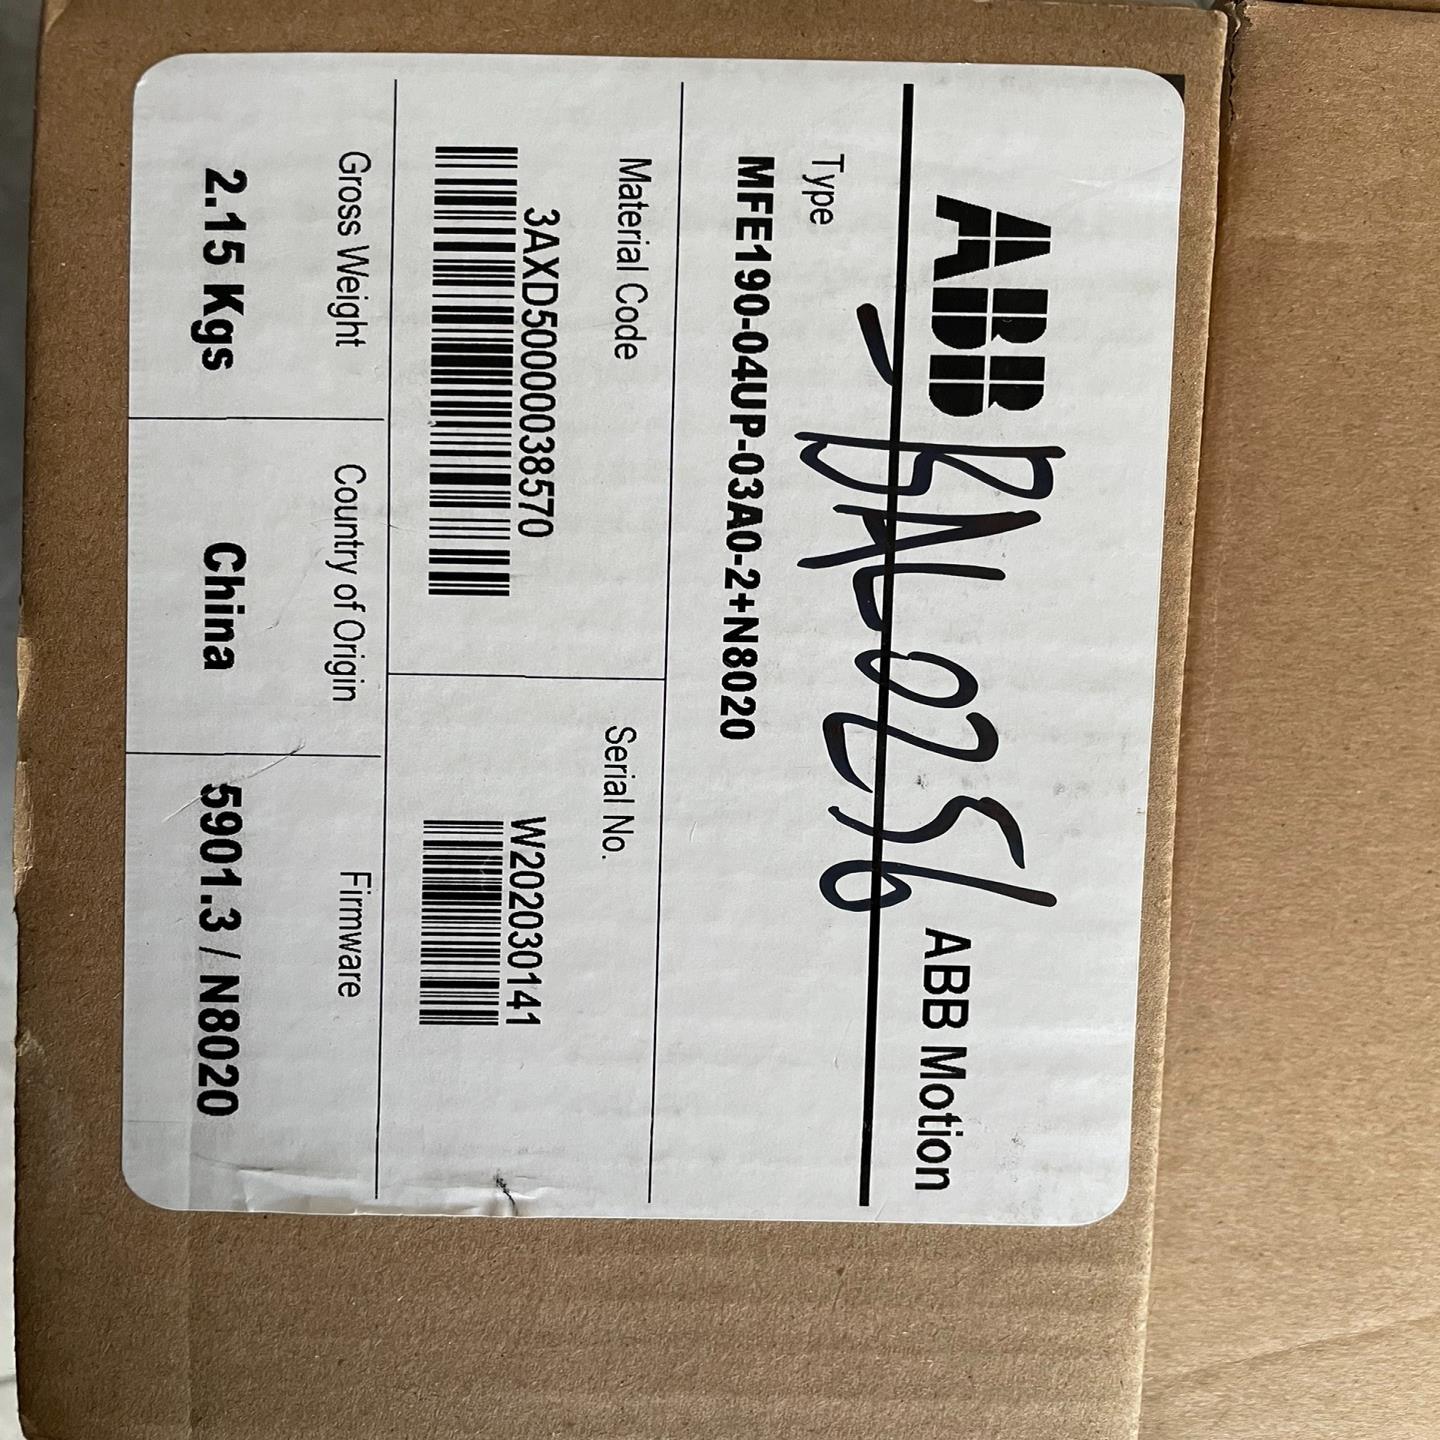 ABB
ABB Motion
-BAL0256
Type
MFE190-04UP-03A0-2+N8020
Material Code
3AXD50000038570
Serial No.
W202030141
Gross Weight
2.15 Kgs
Country of Origin
China
Firmware
5901.3 / N8020